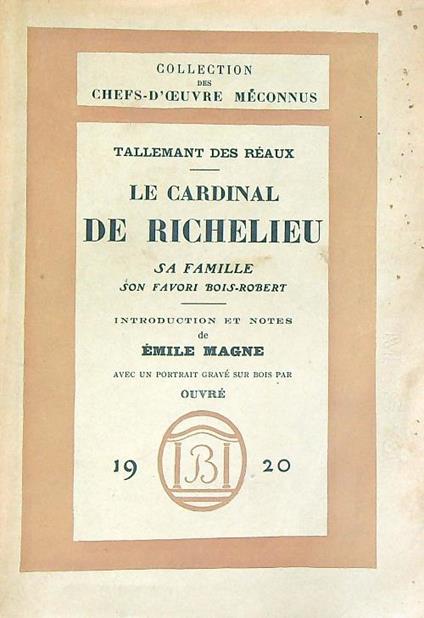 COLLECTION
DES
CHEFS-D'ŒUVRE MÉCONNUS
TALLEMANT DES RÉAUX
LE CARDINAL
DE RICHELIEU
SA FAMILLE
SON FAVORI BOIS-ROBERT
INTRODUCTION ET NOTES
de
ÉMILE MAGNE
AVEC UN PORTRAIT GRAVÉ SUR BOIS PAR
OUVRÉ
19 B 20